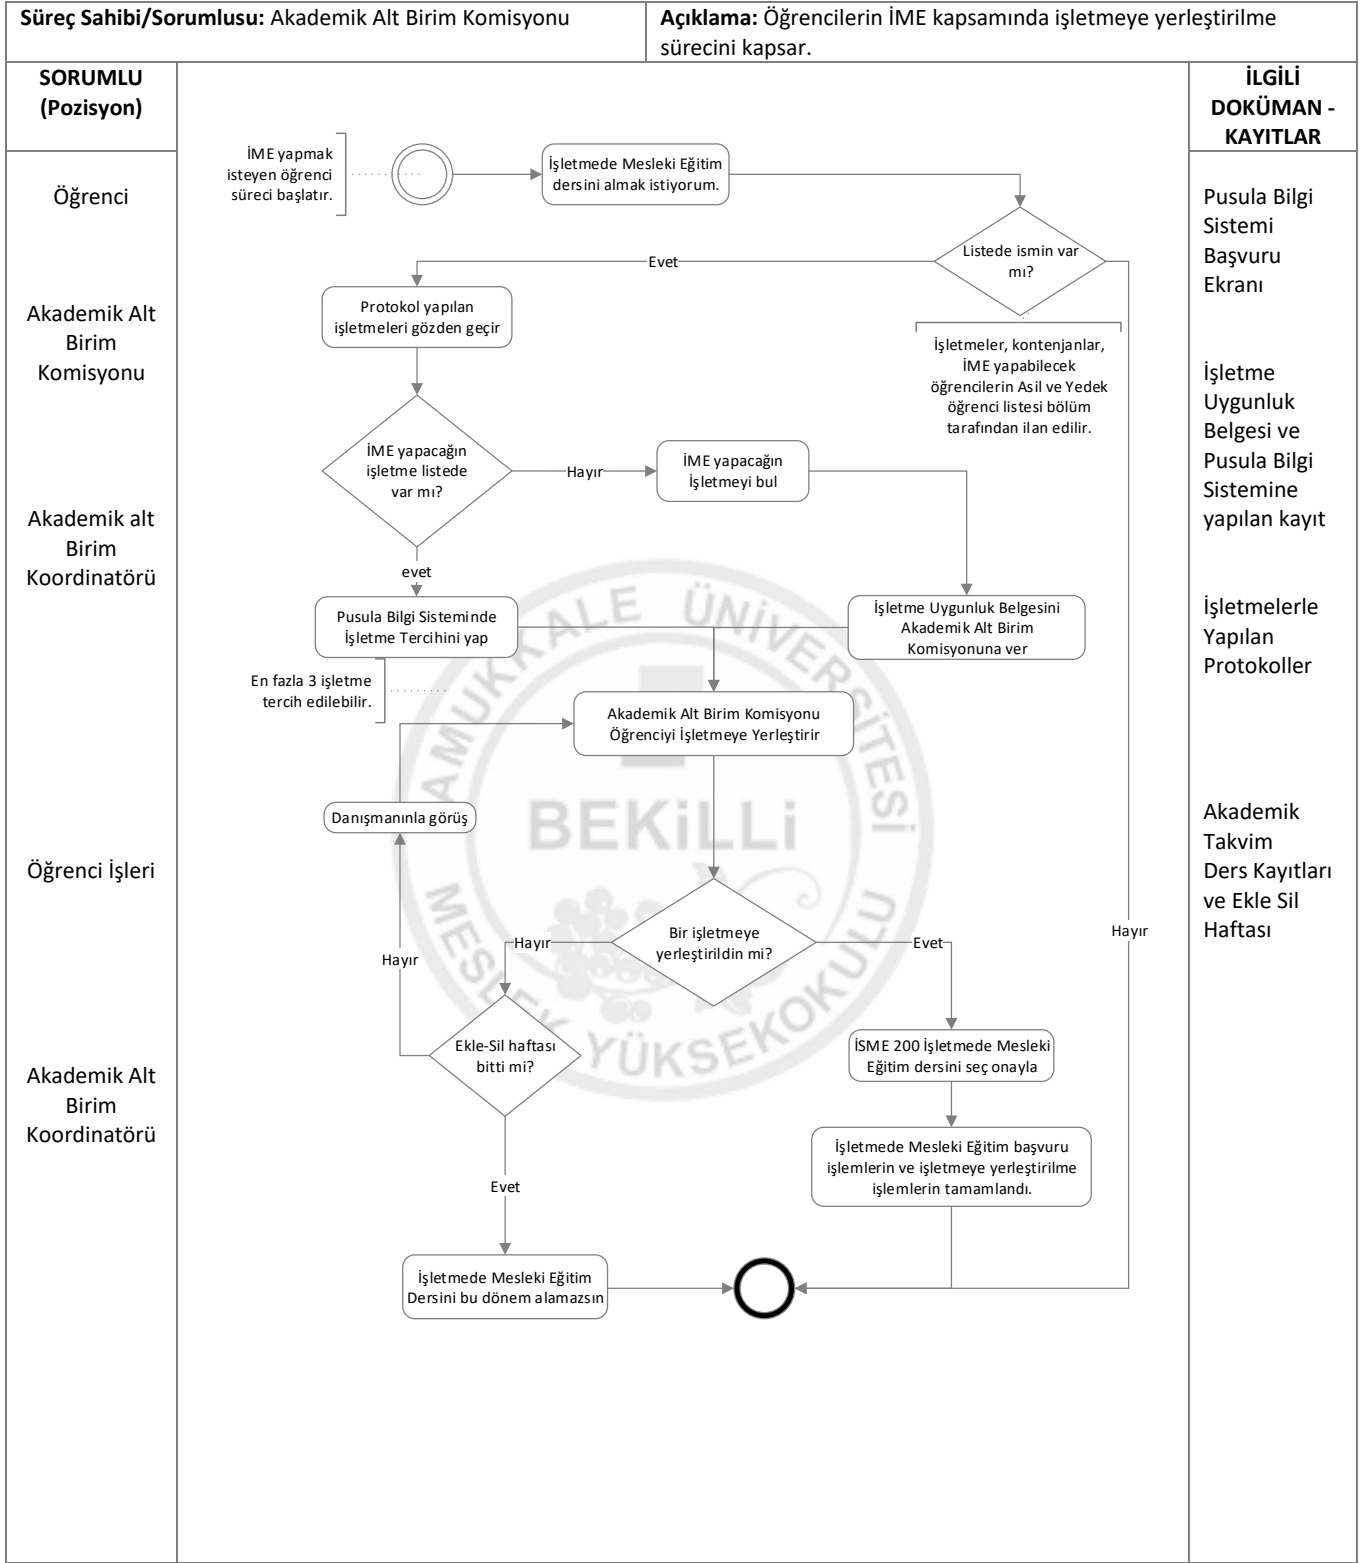 Süreç Sahibi/Sorumlusu: Akademik Alt Birim Komisyonu
Açıklama: Öğrencilerin İME kapsamında işletmeye yerleştirilme
sürecini kapsar.
SORUMLU
(Pozisyon)
Öğrenci
Akademik Alt
Birim
Komisyonu
Akademik alt
Birim
Koordinatörü
Öğrenci İşleri
Akademik Alt
Birim
Koordinatörü
İME yapmak
isteyen öğrenci
süreci başlatır.
İşletmede Mesleki Eğitim
dersini almak istiyorum.
Listede ismin var
mı?
Evet
Protokol yapılan
işletmeleri gözden geçir
İşletmeler, kontenjanlar,
İME yapabilecek
öğrencilerin Asil ve Yedek
öğrenci listesi bölüm
tarafından ilan edilir.
İME yapacağın
işletme listede
var mı?
Hayır
İME yapacağın
İşletmeyi bul
evet
Pusula Bilgi Sisteminde
İşletme Tercihini yap
İşletme Uygunluk Belgesini
Akademik Alt Birim
Komisyonuna ver
En fazla 3 işletme
tercih edilebilir.
Akademik Alt Birim Komisyonu
Öğrenciyi İşletmeye Yerleştirir
Danışmanınla görüş
Bir işletmeye
yerleştirildin mi?
Hayır
Evet
Hayır
Hayır
Ekle-Sil haftası
bitti mi?
İSME 200 İşletmede Mesleki
Eğitim dersini seç onayla
İşletmede Mesleki Eğitim başvuru
işlemlerin ve işletmeye yerleştirilme
işlemlerin tamamlandı.
Evet
İşletmede Mesleki Eğitim
Dersini bu dönem alamazsın
AMUKKALE ÜNİVERSİTESİ
BEKiLLi
MESLEK YÜKSEKOKULU
İLGİLİ
DOKÜMAN -
KAYITLAR
Pusula Bilgi
Sistemi
Başvuru
Ekranı
İşletme
Uygunluk
Belgesi ve
Pusula Bilgi
Sistemine
yapılan kayıt
İşletmelerle
Yapılan
Protokoller
Akademik
Takvim
Ders Kayıtları
ve Ekle Sil
Haftası